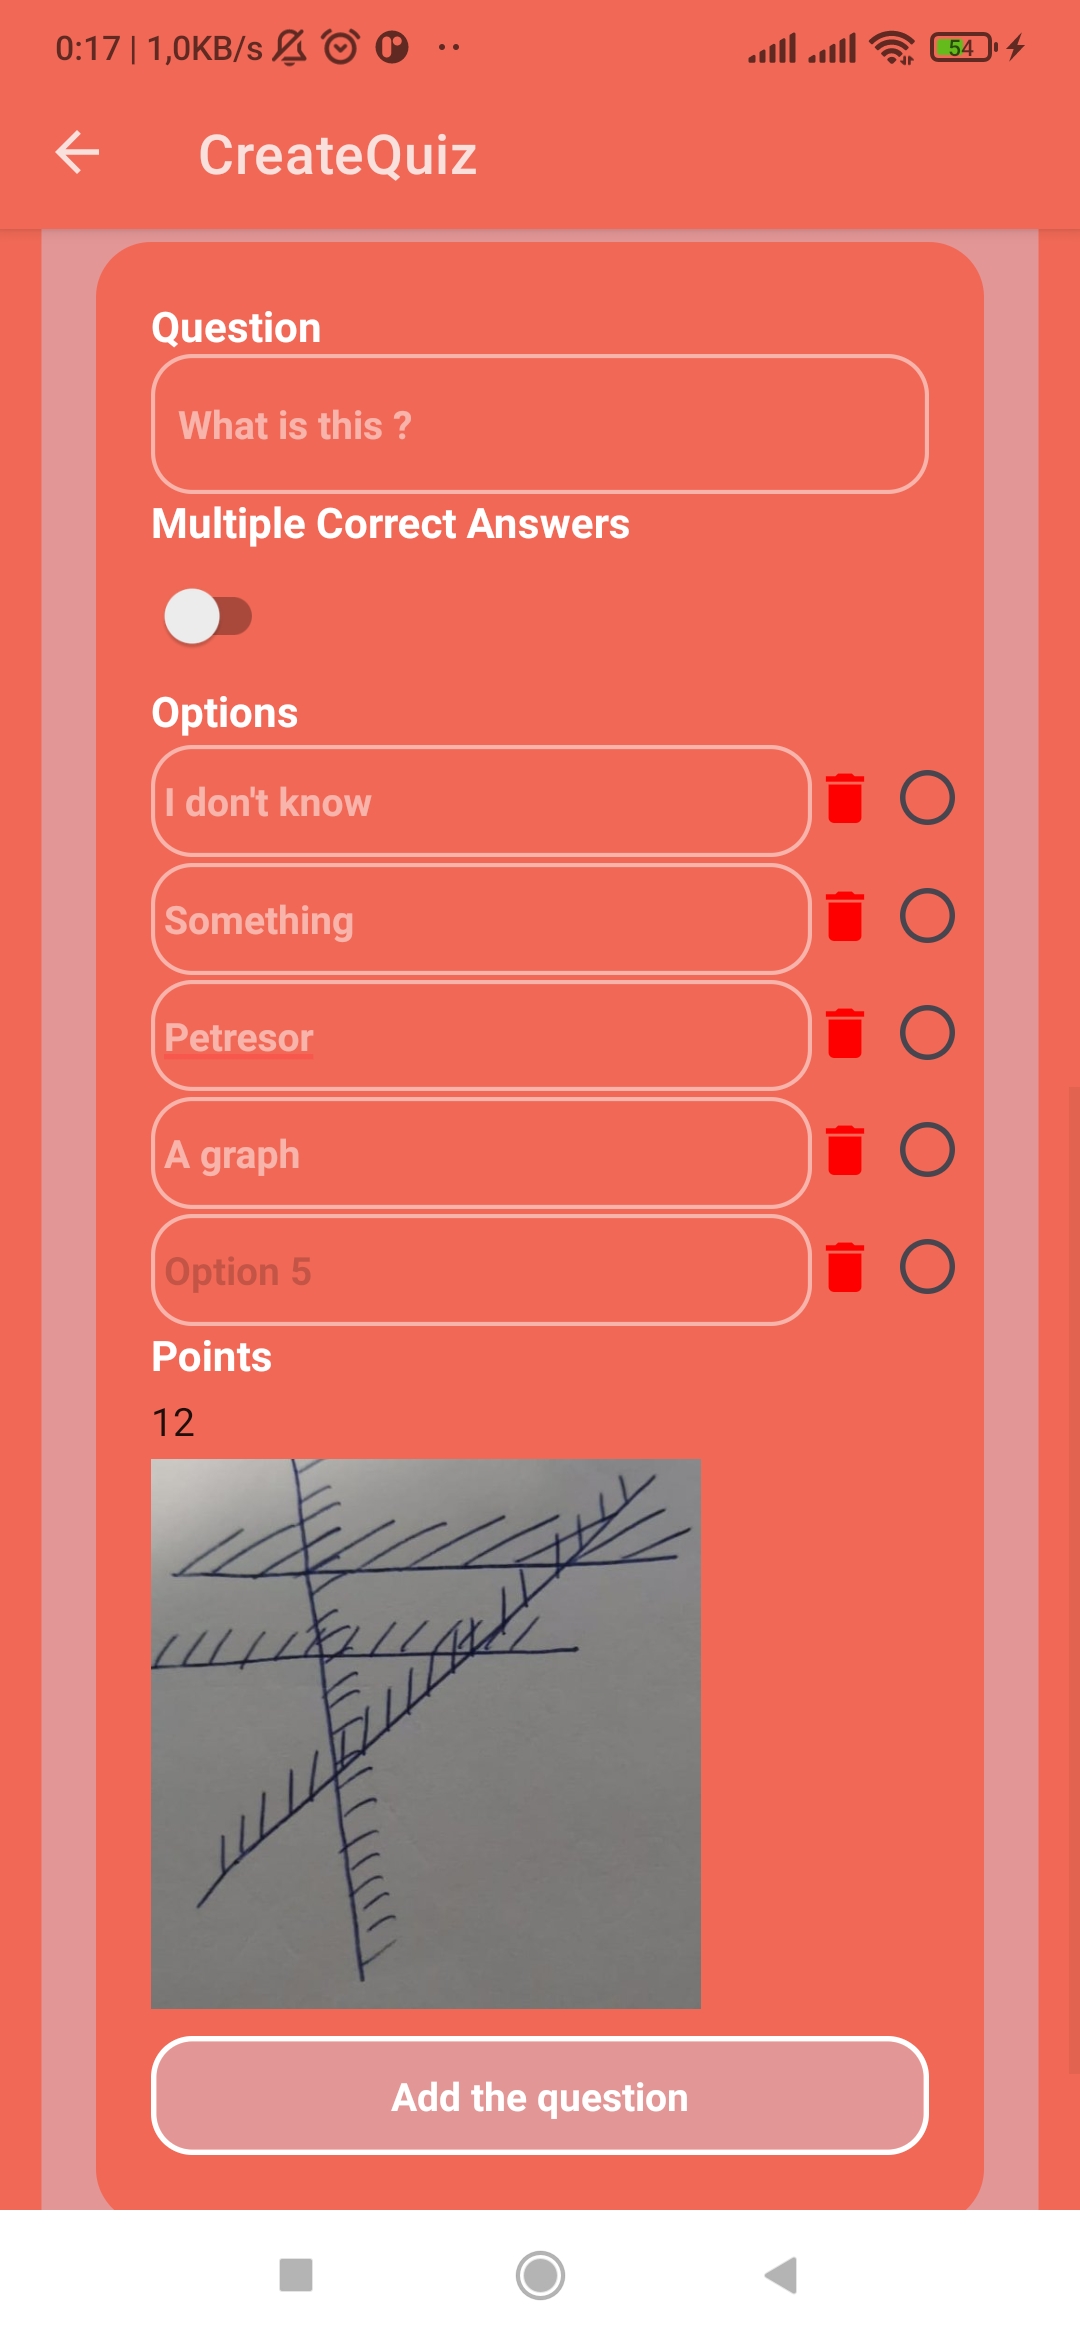 0:17 | 1,0KB/s 54
CreateQuiz
Question
What is this ?
Multiple Correct Answers
Options
I don't know
Something
Petresor
A graph
Option 5
Points
12
Add the question